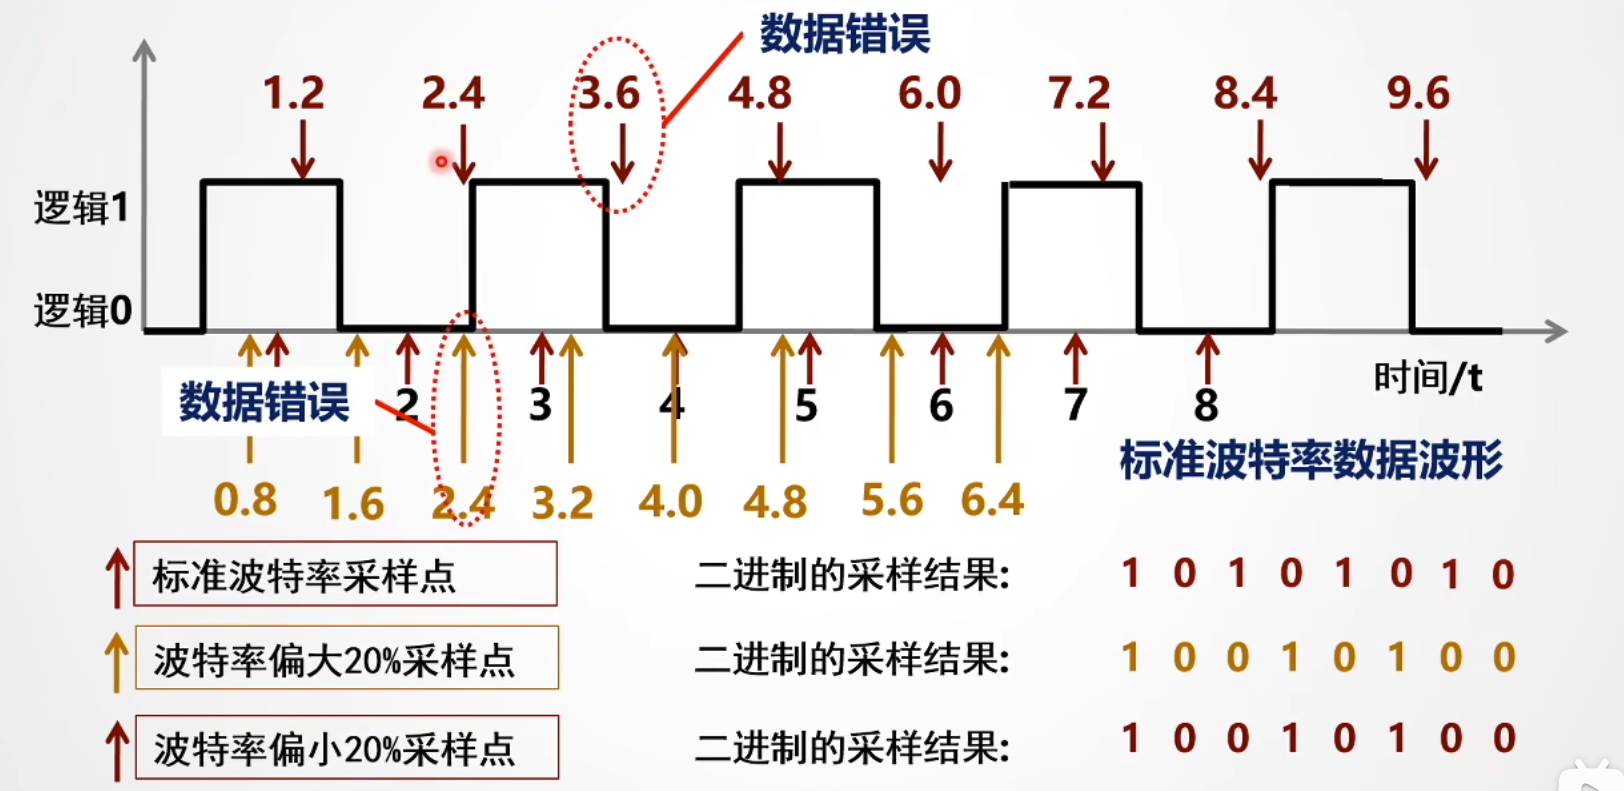 数据错误
1.2 2.4 3.6 4.8 6.0 7.2 8.4 9.6
逻辑1
逻辑0
时间/t
数据错误 2 3 4 5 6 7 8
标准波特率数据波形
0.8 1.6 2.4 3.2 4.0 4.8 5.6 6.4
标准波特率采样点 二进制的采样结果: 1 0 1 0 1 0 1 0
波特率偏大20%采样点 二进制的采样结果: 1 0 0 1 0 1 0 0
波特率偏小20%采样点 二进制的采样结果: 1 0 0 1 0 1 0 0